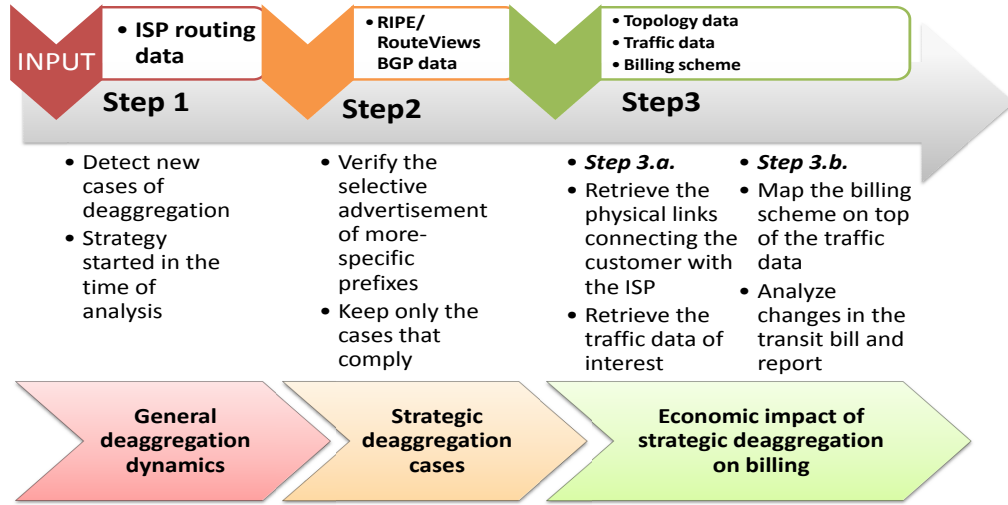 INPUT
• ISP routing
data
• RIPE/
RouteViews
BGP data
• Topology data
• Traffic data
• Billing scheme
Step 1
Step2
Step3
• Detect new
cases of
deaggregation
• Strategy
started in the
time of
analysis
• Verify the
selective
advertisement
of more-
specific
prefixes
• Keep only the
cases that
comply
• Step 3.a.
• Retrieve the
physical links
connecting the
customer with
the ISP
• Retrieve the
traffic data of
interest
• Step 3.b.
• Map the billing
scheme on top
of the traffic
data
• Analyze
changes in the
transit bill and
report
General
deaggregation
dynamics
Strategic
deaggregation
cases
Economic impact of
strategic deaggregation
on billing